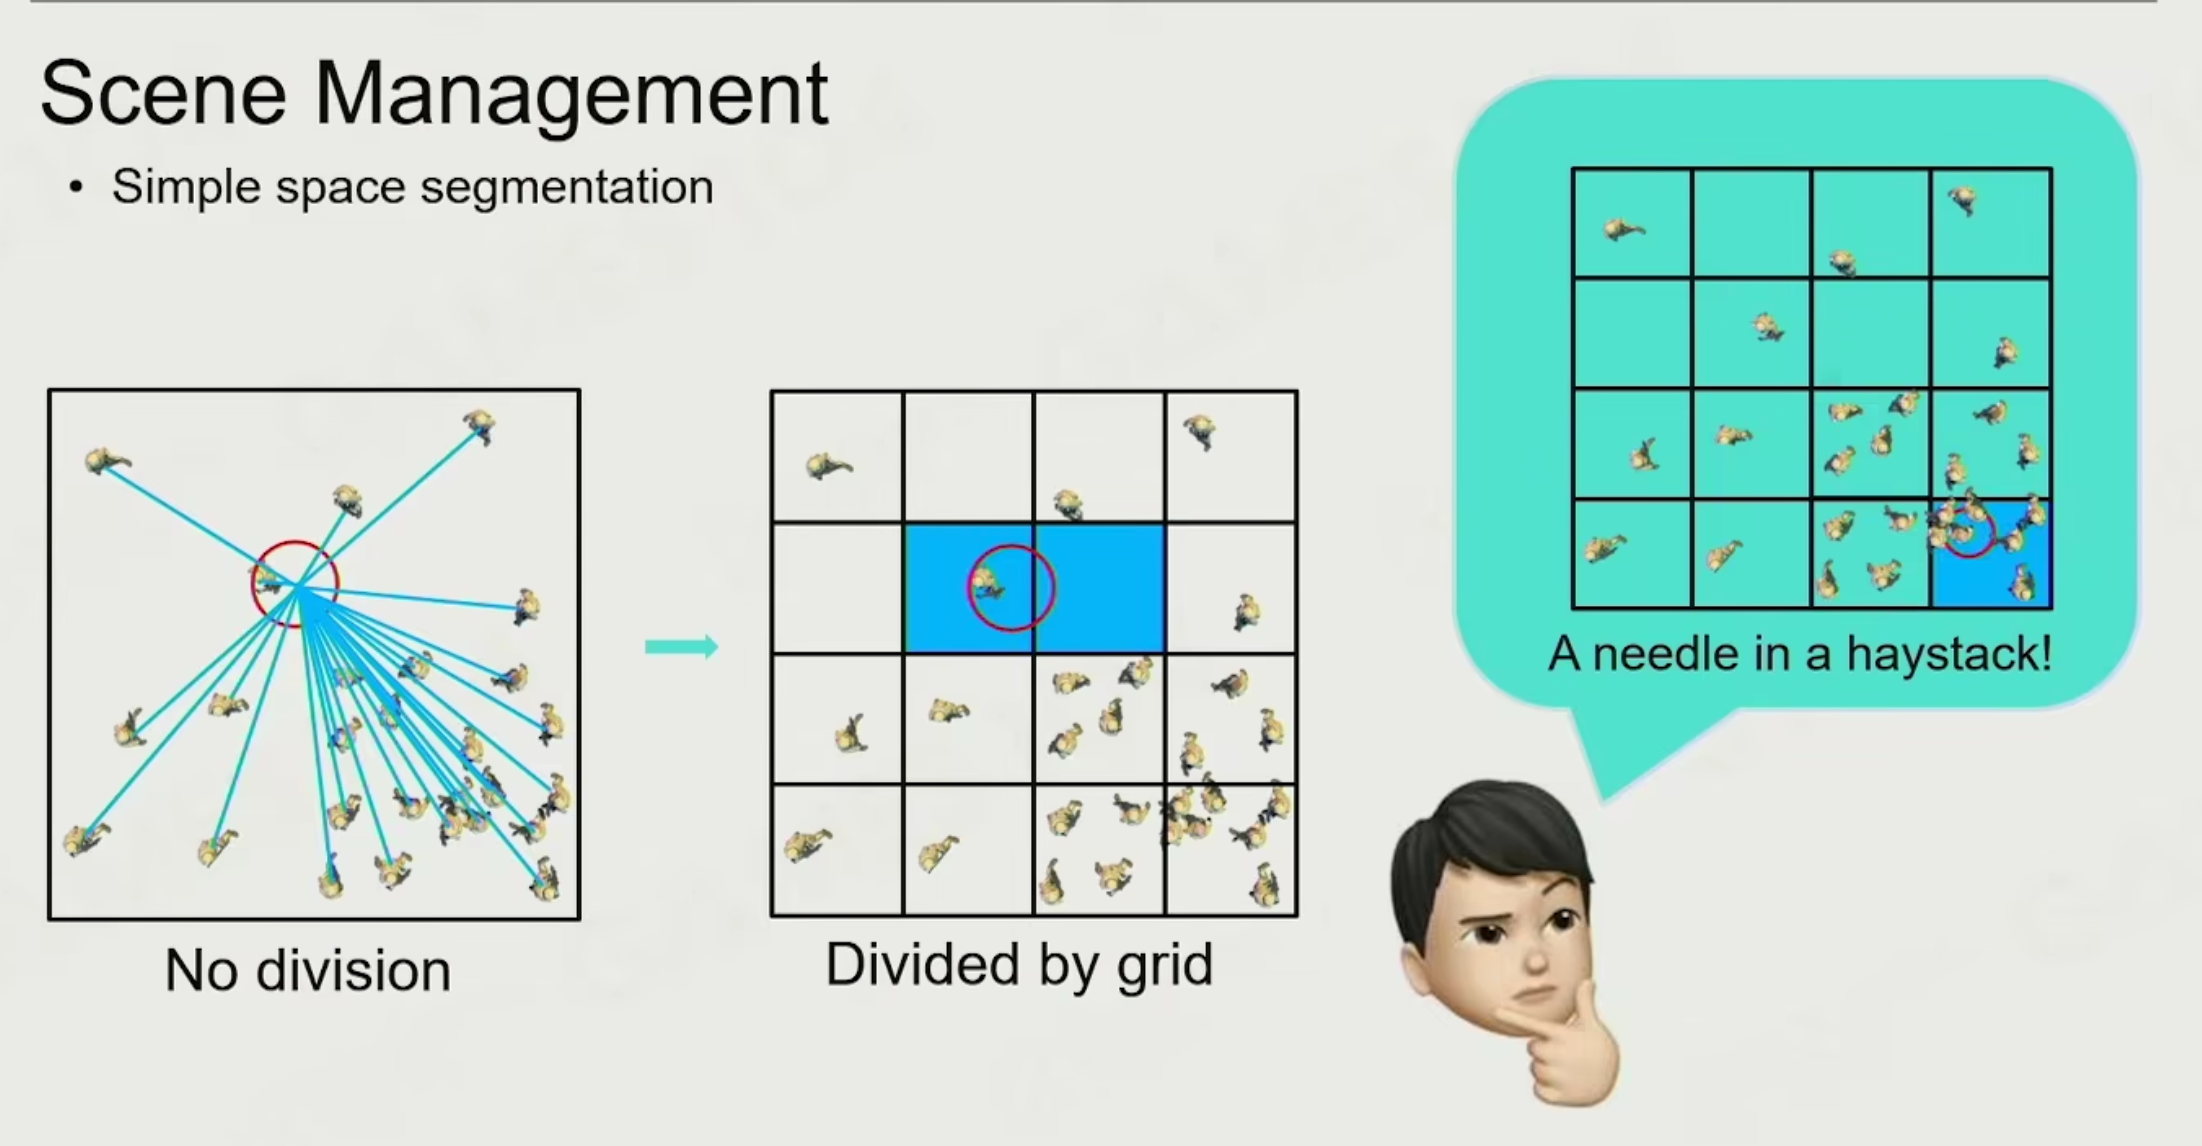 Scene Management
• Simple space segmentation
No division
Divided by grid
A needle in a haystack!